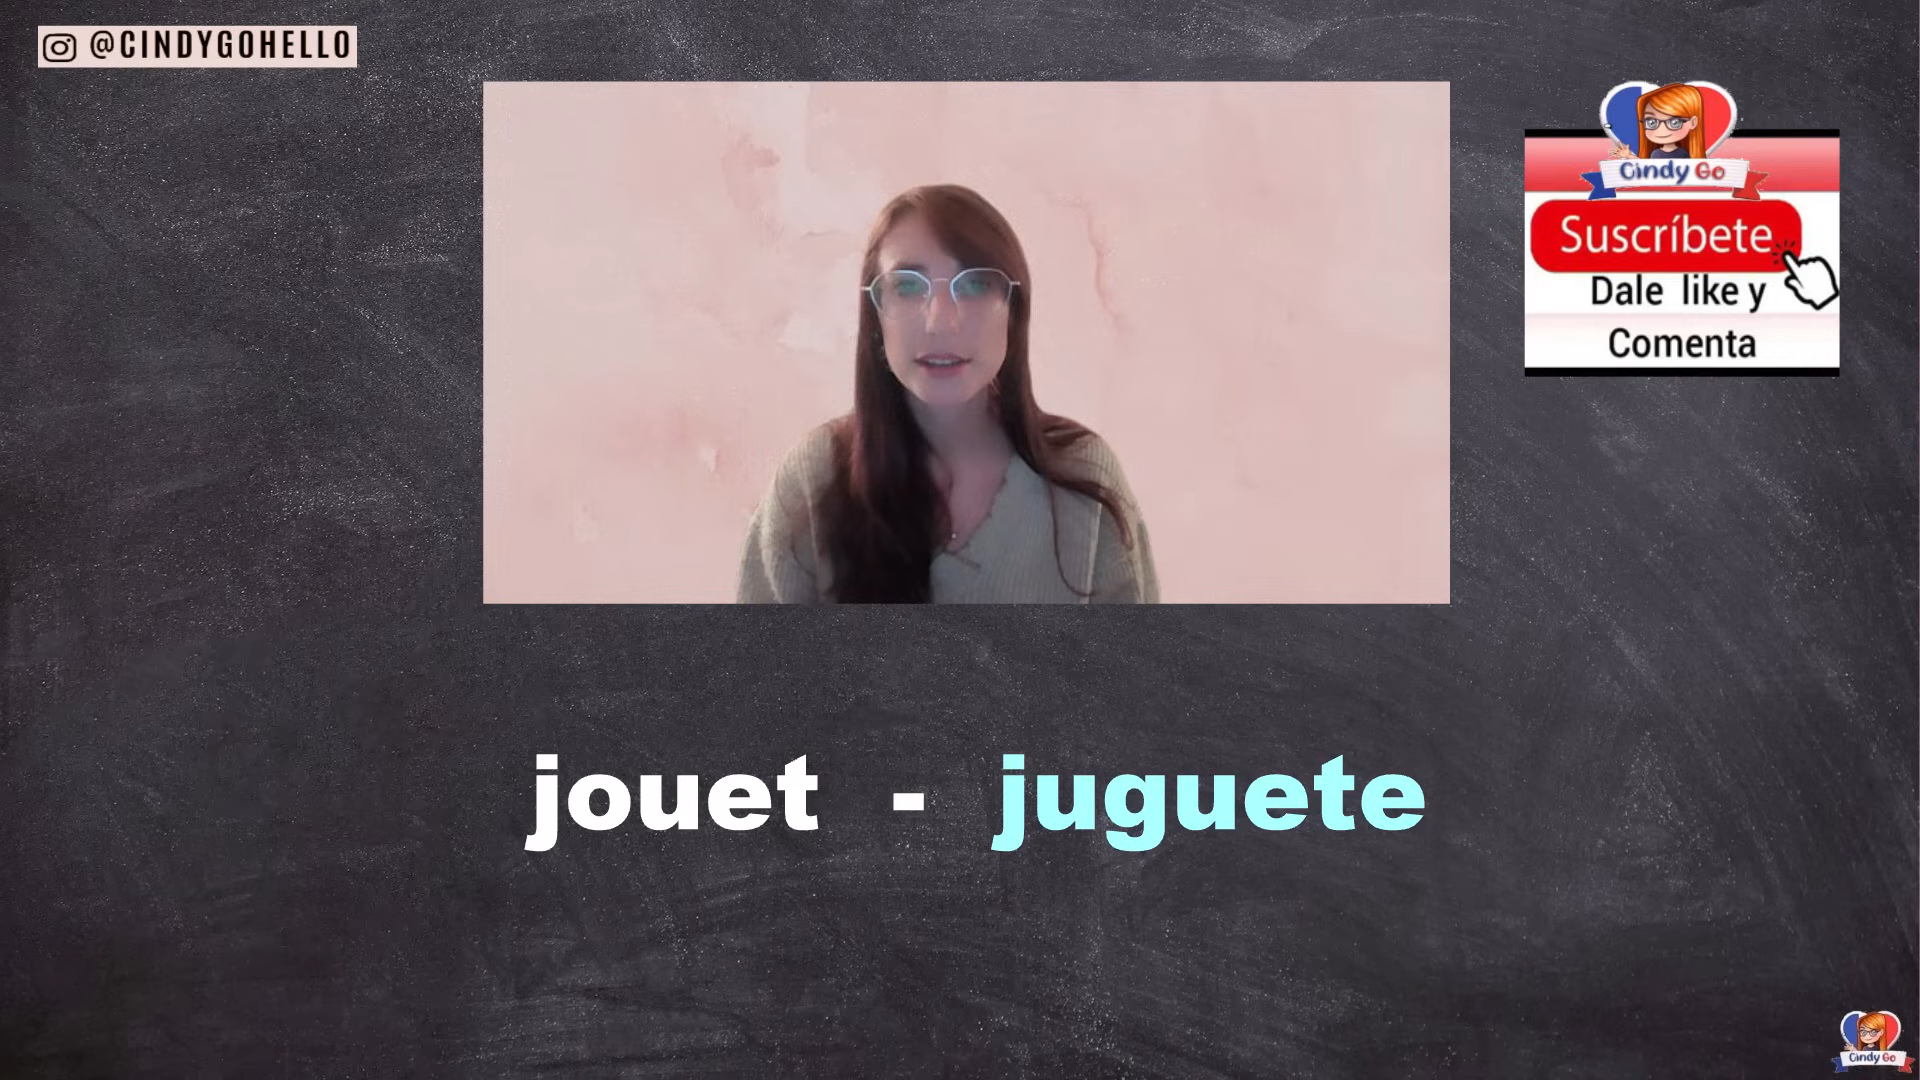 @CINDYGOHELLO
Cindy Go
Suscríbete
Dale like y
Comenta
jouet - juguete
Cindy Go